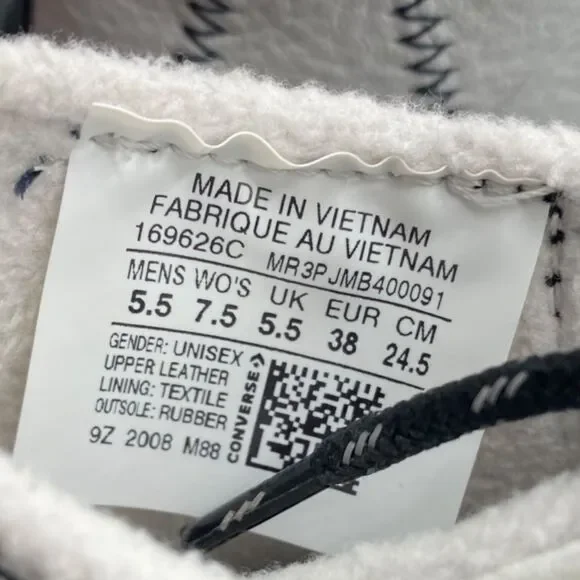 MADE IN VIETNAM
FABRIQUE AU VIETNAM
169626C MR3PJMB400091
MENS WO'S UK EUR CM
5.5 7.5 5.5 38 24.5
GENDER: UNISEX
UPPER LEATHER
LINING: TEXTILE
OUTSOLE: RUBBER
9Z 2008 M88
CONVERSE